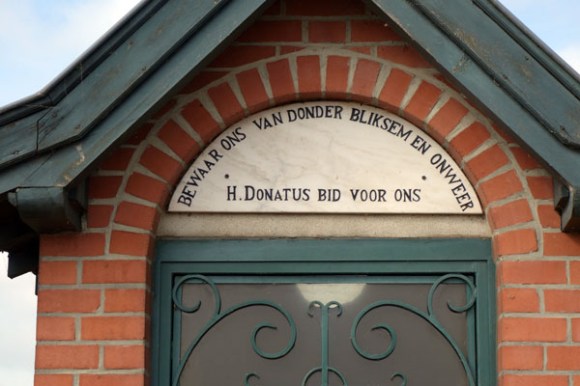 BEWAAR ONS VAN DONDER BLIKSEM EN ONWEER
H. DONATUS BID VOOR ONS